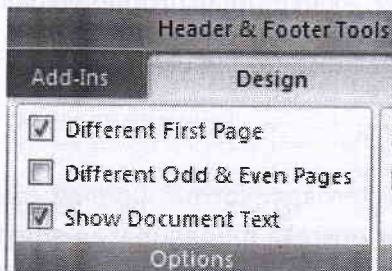 Header & Footer Tools
Add-Ins
Design
Different First Page
Different Odd & Even Pages
Show Document Text
Options